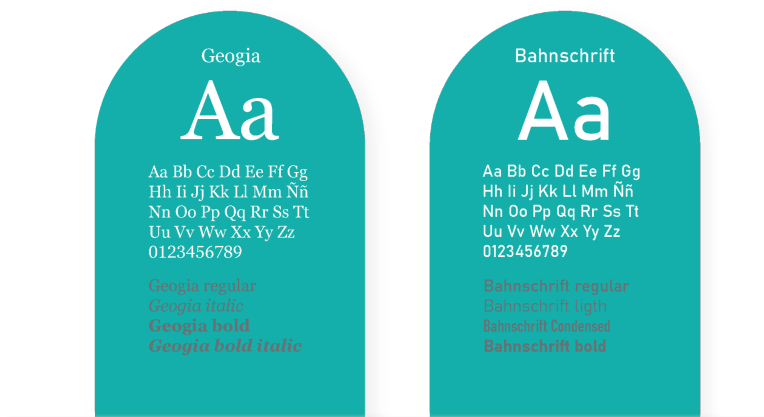 Geogia
Aa
Aa Bb Cc Dd Ee Ff Gg
Hh Ii Jj Kk Ll Mm Ññ
Nn Oo Pp Qq Rr Ss Tt
Uu Vv Ww Xx Yy Zz
0123456789
Geogia regular
Geogia italic
Geogia bold
Geogia bold italic
Bahnschrift
Aa
Aa Bb Cc Dd Ee Ff Gg
Hh Ii Jj Kk Ll Mm Ññ
Nn Oo Pp Qq Rr Ss Tt
Uu Vv Ww Xx Yy Zz
0123456789
Bahnschrift regular
Bahnschrift ligth
Bahnschrift Condensed
Bahnschrift bold